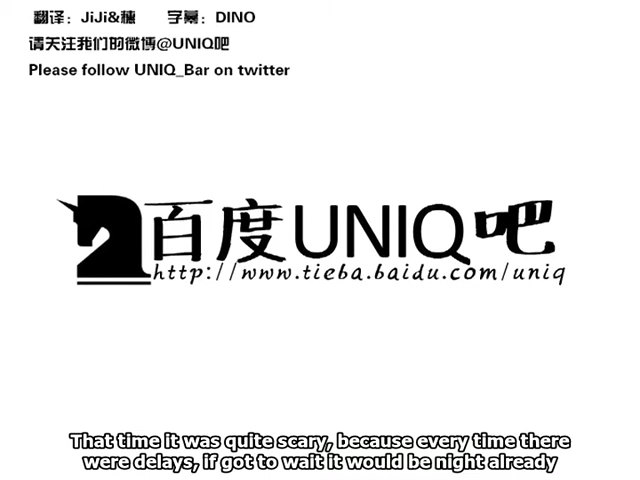 翻译：JiJi&穗 字幕：DINO
请关注我们的微博@UNIQ吧
Please follow UNIQ_Bar on twitter
百度UNIQ吧
http://www.tieba.baidu.com/uniq
That time it was quite scary, because every time there
were delays, if got to wait it would be night already